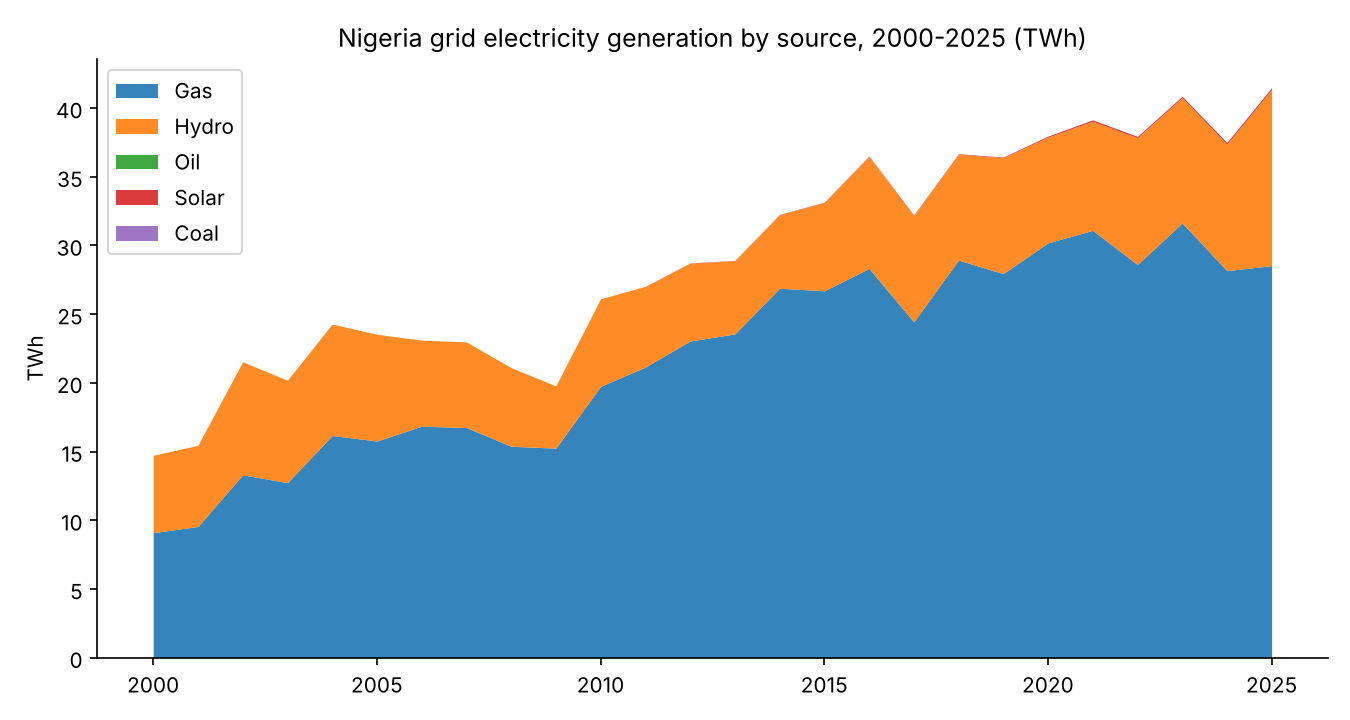 Nigeria grid electricity generation by source, 2000-2025 (TWh)
Gas
Hydro
Oil
Solar
Coal
TWh
40
35
30
25
20
15
10
5
0
2000 2005 2010 2015 2020 2025